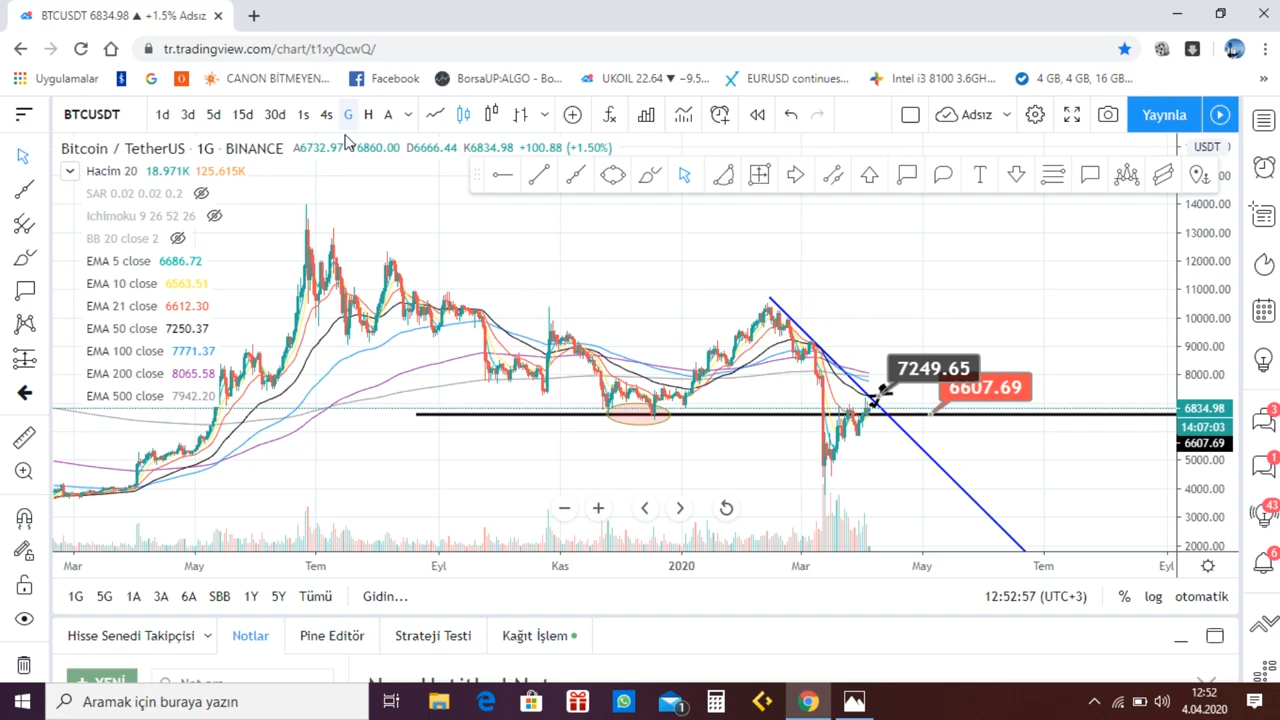 BTCUSDT 6834.98 ▲ +1.5% Adsız
tr.tradingview.com/chart/t1xyQcwQ/
Uygulamalar
CANON BİTMEYEN...
Facebook
BorsaUP:ALGO - Bo...
UKOIL 22.64 ▼ −9.5...
EURUSD continues...
Intel i3 8100 3.6GH...
4 GB, 4 GB, 16 GB...
BTCUSDT 1d 3d 5d 15d 30d 1s 4s G H A
Adsız
Yayınla
Bitcoin / TetherUS · 1G · BINANCE A6732.97 6860.00 D6666.44 K6834.98 +100.88 (+1.50%)
USDT
Hacim 20 18.971K 125.615K
SAR 0.02 0.02 0.2
Ichimoku 9 26 52 26
BB 20 close 2
EMA 5 close 6686.72
EMA 10 close 6563.51
EMA 21 close 6612.30
EMA 50 close 7250.37
EMA 100 close 7771.37
EMA 200 close 8065.58
EMA 500 close 7942.20
14000.00
13000.00
12000.00
11000.00
10000.00
9000.00
8000.00
6834.98
14:07:03
6607.69
5000.00
4000.00
3000.00
2000.00
7249.65
6607.69
Mar May Tem Eyl Kas 2020 Mar May Tem Eyl
1G 5G 1A 3A 6A SBB 1Y 5Y Tümü Gidin...
12:52:57 (UTC+3) % log otomatik
Hisse Senedi Takipçisi Notlar Pine Editör Strateji Testi Kağıt İşlem
3
1
43
6
Aramak için buraya yazın
1
12:52
4.04.2020